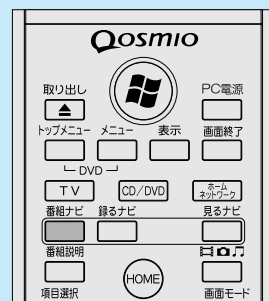 Qosmio
取り出し PC電源
トップメニュー メニュー 表示 画面終了
DVD
TV CD/DVD ホームネットワーク
番組ナビ 録るナビ 見るナビ
番組説明
HOME
項目選択 画面モード